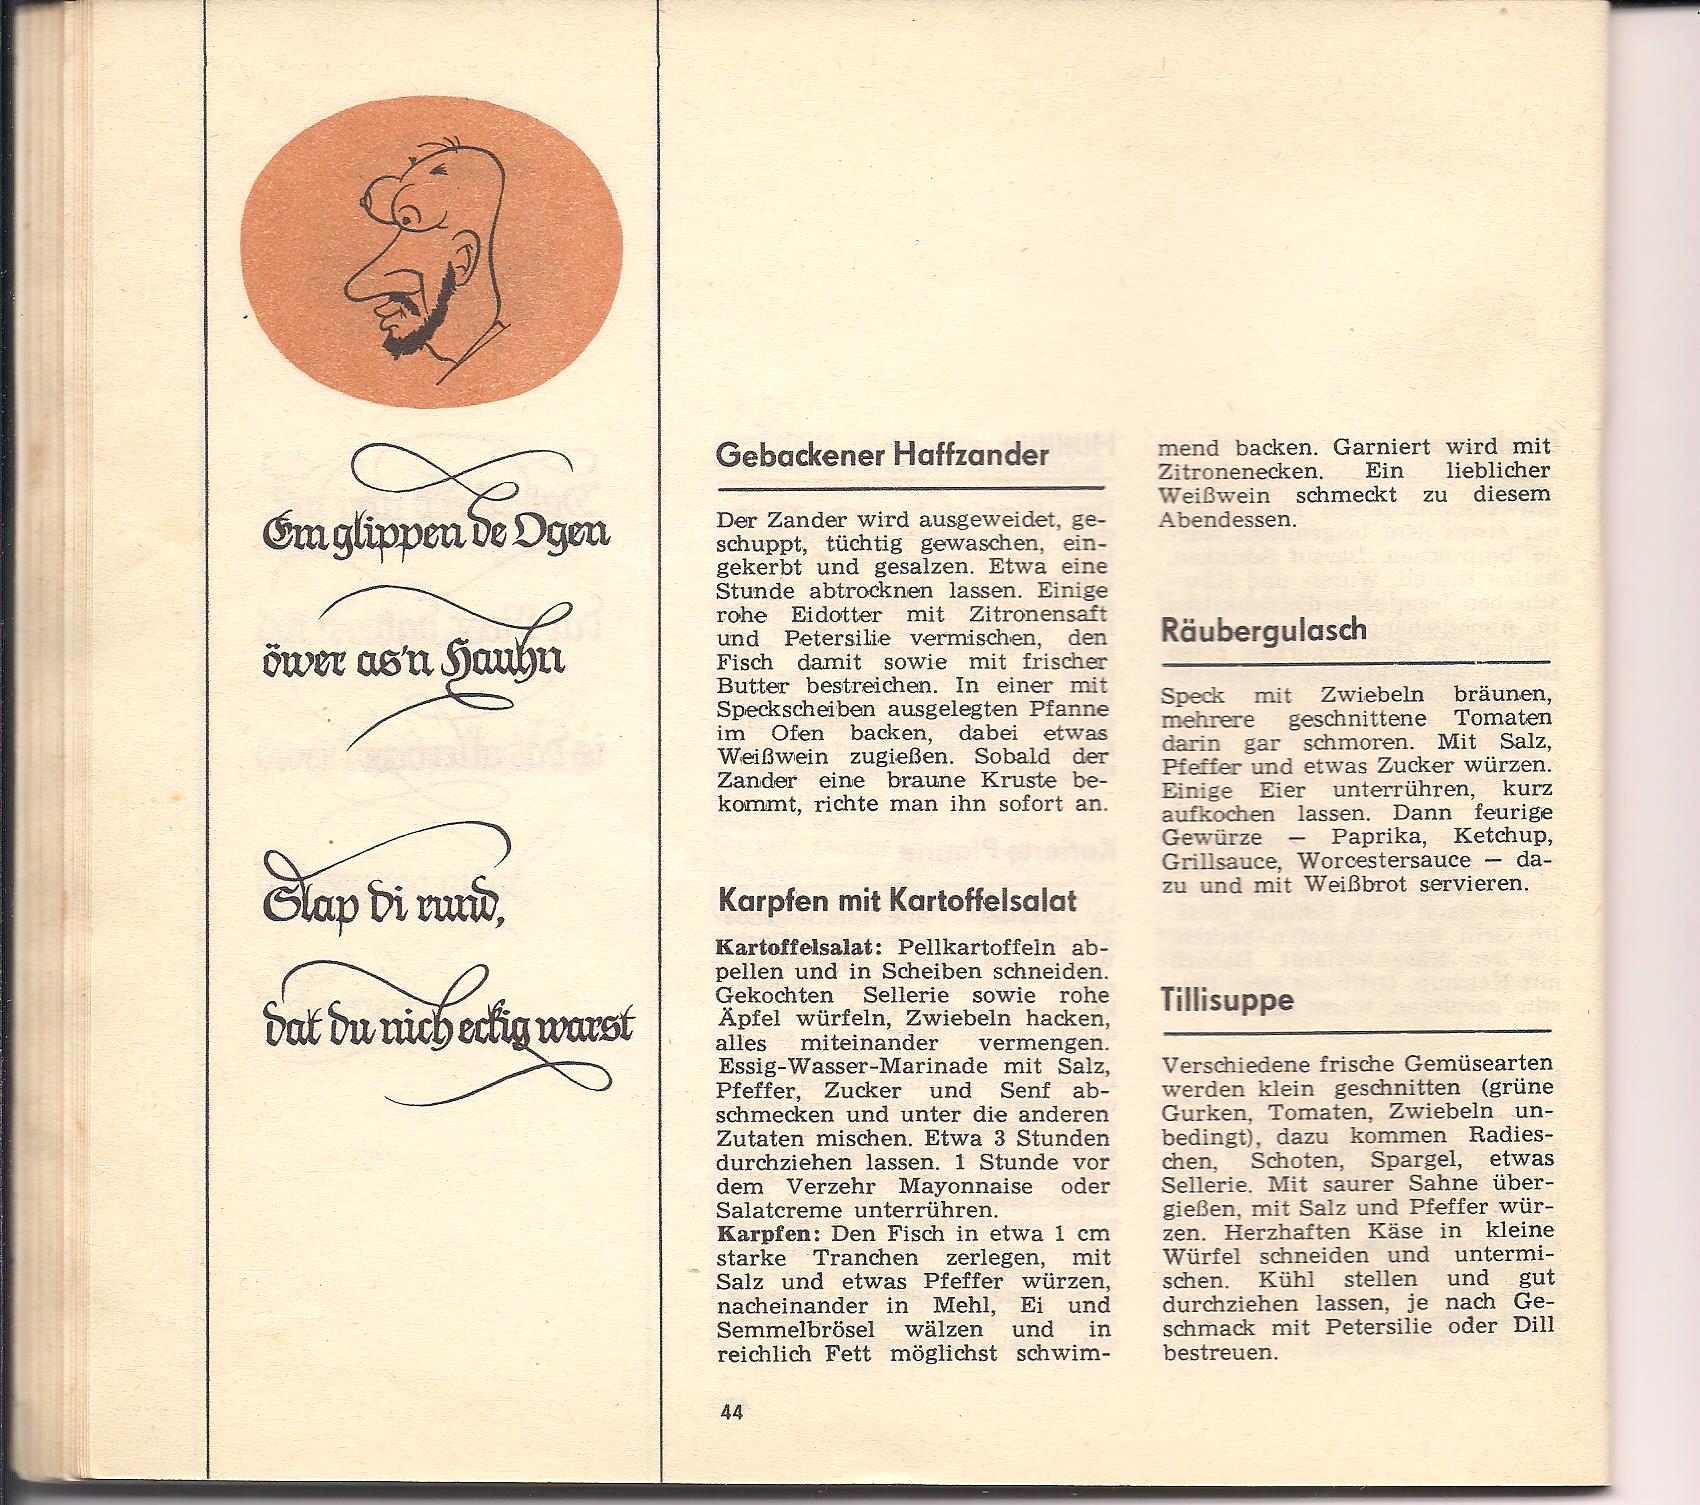 Em glippen de Ogen
öwer as'n Hauhn
Slap di rund,
dat du nich eckig warst
Gebackener Haffzander
Der Zander wird ausgeweidet, ge-
schuppt, tüchtig gewaschen, ein-
gekerbt und gesalzen. Etwa eine
Stunde abtrocknen lassen. Einige
rohe Eidotter mit Zitronensaft
und Petersilie vermischen, den
Fisch damit sowie mit frischer
Butter bestreichen. In einer mit
Speckscheiben ausgelegten Pfanne
im Ofen backen, dabei etwas
Weißwein zugießen. Sobald der
Zander eine braune Kruste be-
kommt, richte man ihn sofort an.
Karpfen mit Kartoffelsalat
Kartoffelsalat: Pellkartoffeln ab-
pellen und in Scheiben schneiden.
Gekochten Sellerie sowie rohe
Äpfel würfeln, Zwiebeln hacken,
alles miteinander vermengen.
Essig-Wasser-Marinade mit Salz,
Pfeffer, Zucker und Senf ab-
schmecken und unter die anderen
Zutaten mischen. Etwa 3 Stunden
durchziehen lassen. 1 Stunde vor
dem Verzehr Mayonnaise oder
Salatcreme unterrühren.
Karpfen: Den Fisch in etwa 1 cm
starke Tranchen zerlegen, mit
Salz und etwas Pfeffer würzen,
nacheinander in Mehl, Ei und
Semmelbrösel wälzen und in
reichlich Fett möglichst schwim-
mend backen. Garniert wird mit
Zitronenecken. Ein lieblicher
Weißwein schmeckt zu diesem
Abendessen.
Räubergulasch
Speck mit Zwiebeln bräunen,
mehrere geschnittene Tomaten
darin gar schmoren. Mit Salz,
Pfeffer und etwas Zucker würzen.
Einige Eier unterrühren, kurz
aufkochen lassen. Dann feurige
Gewürze — Paprika, Ketchup,
Grillsauce, Worcestersauce — da-
zu und mit Weißbrot servieren.
Tillisuppe
Verschiedene frische Gemüsearten
werden klein geschnitten (grüne
Gurken, Tomaten, Zwiebeln un-
bedingt), dazu kommen Radies-
chen, Schoten, Spargel, etwas
Sellerie. Mit saurer Sahne über-
gießen, mit Salz und Pfeffer wür-
zen. Herzhaften Käse in kleine
Würfel schneiden und untermi-
schen. Kühl stellen und gut
durchziehen lassen, je nach Ge-
schmack mit Petersilie oder Dill
bestreuen.
44